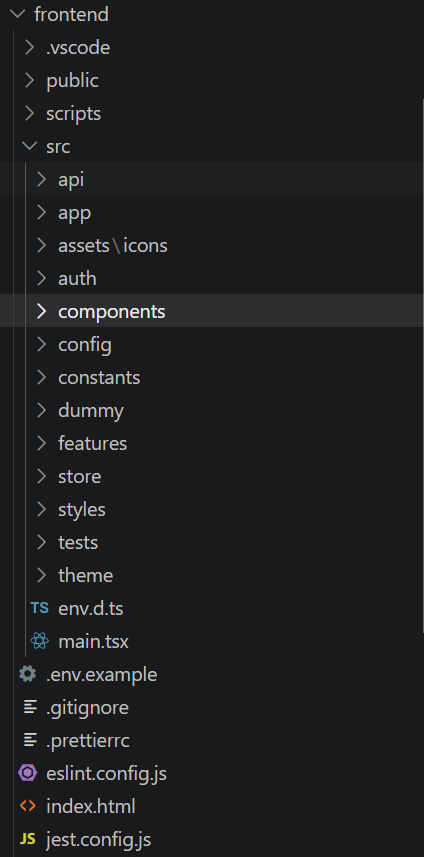 frontend
.vscode
public
scripts
src
api
app
assets\icons
auth
components
config
constants
dummy
features
store
styles
tests
theme
TS env.d.ts
main.tsx
.env.example
.gitignore
.prettierrc
eslint.config.js
index.html
JS jest.config.js